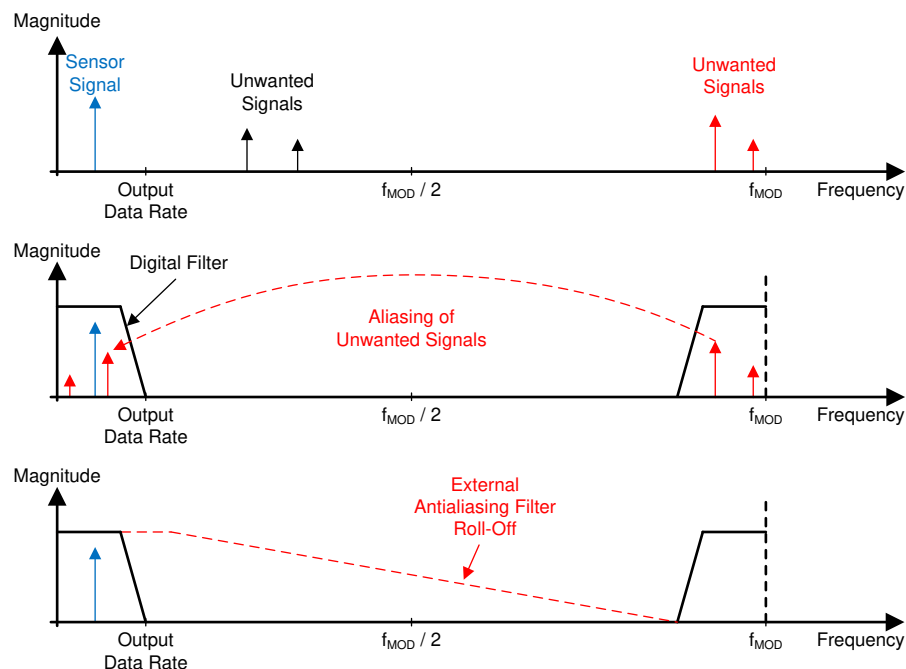 Magnitude
Sensor
Signal
Unwanted
Signals
Unwanted
Signals
Output
Data Rate
fMOD / 2
fMOD
Frequency
Magnitude
Digital Filter
Aliasing of
Unwanted Signals
Output
Data Rate
fMOD / 2
fMOD
Frequency
Magnitude
External
Antialiasing Filter
Roll-Off
Output
Data Rate
fMOD / 2
fMOD
Frequency